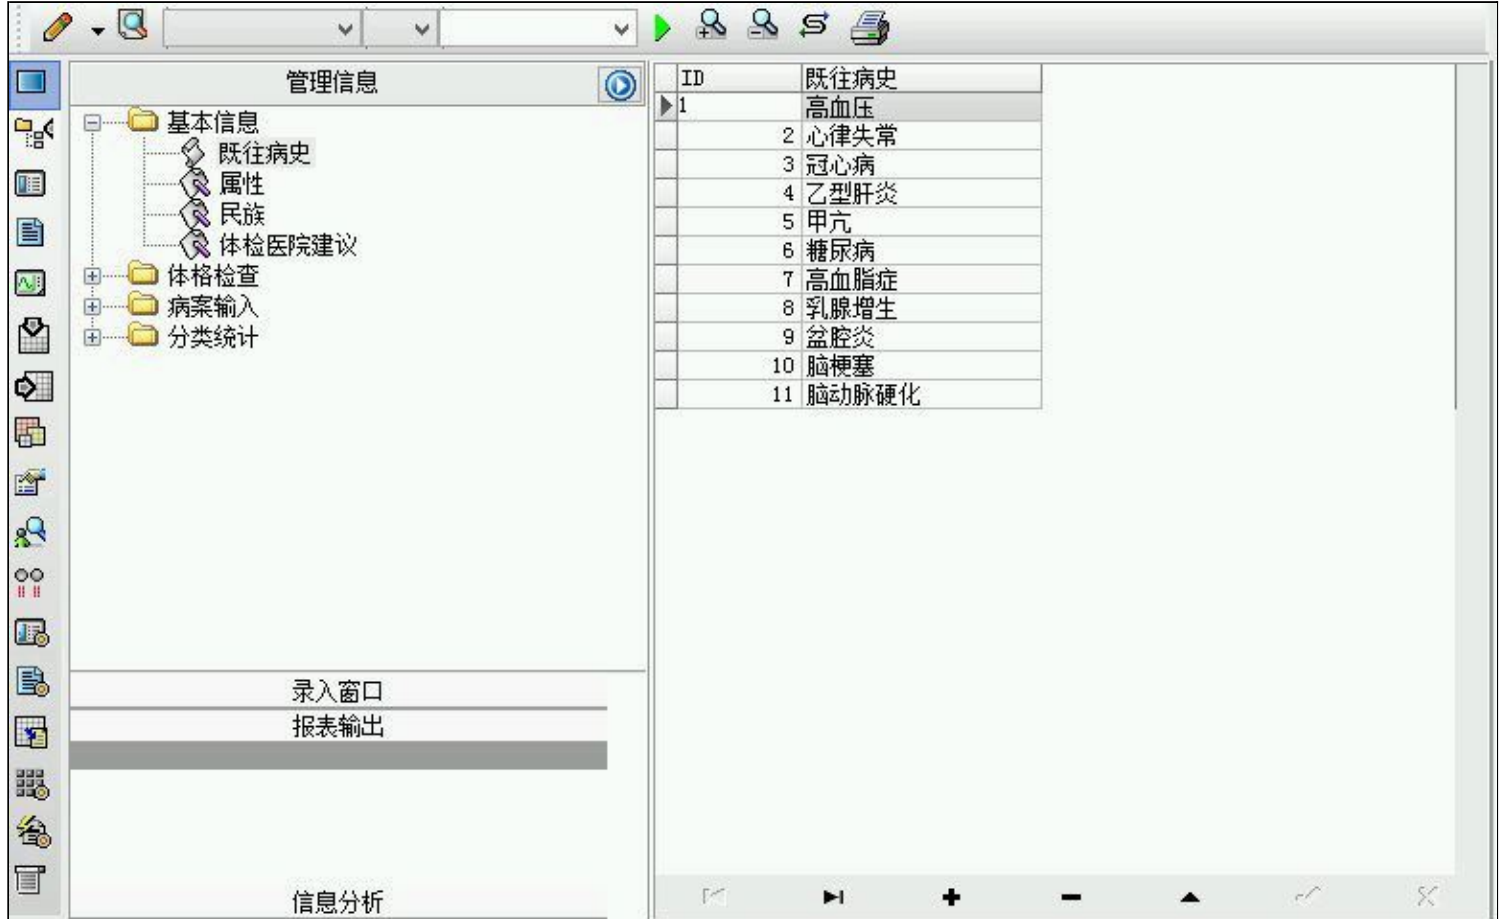 管理信息
基本信息
既往病史
属性
民族
体检医院建议
体格检查
病案输入
分类统计
录入窗口
报表输出
信息分析
ID 既往病史
1 高血压
2 心律失常
3 冠心病
4 乙型肝炎
5 甲亢
6 糖尿病
7 高血脂症
8 乳腺增生
9 盆腔炎
10 脑梗塞
11 脑动脉硬化